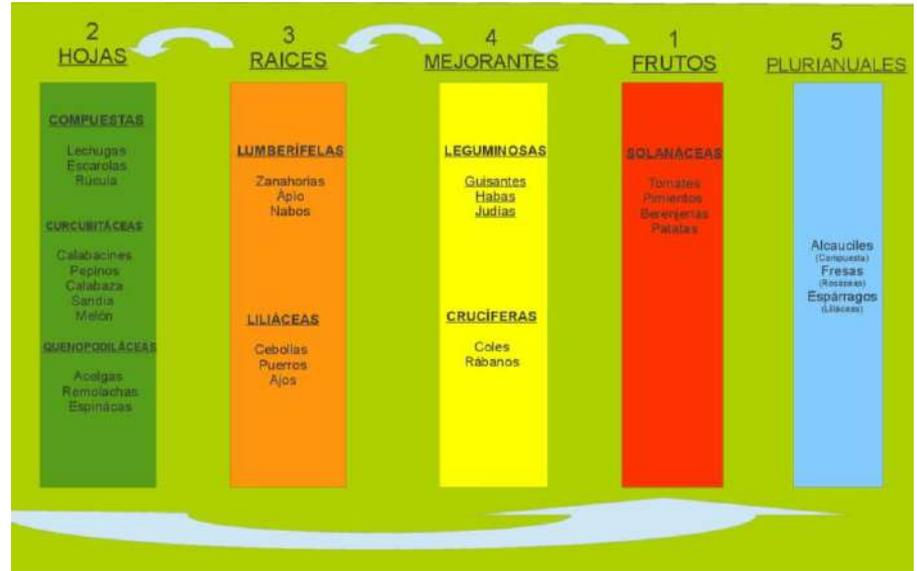 2
HOJAS
COMPUESTAS
Lechugas
Escarolas
Rúcula
CURCUBITÁCEAS
Calabacines
Pepinos
Calabaza
Sandia
Melón
QUENOPODILÁCEAS
Acelgas
Remolachas
Espinacas
3
RAICES
LUMBERÍFELAS
Zanahorias
Apio
Nabos
LILIÁCEAS
Cebollas
Puerros
Ajos
4
MEJORANTES
LEGUMINOSAS
Guisantes
Habas
Judías
CRUCÍFERAS
Coles
Rábanos
1
FRUTOS
SOLANÁCEAS
Tomates
Pimientos
Berenjenas
Patatas
5
PLURIANUALES
Alcauciles
(Compuesta)
Fresas
(Rosáceas)
Espárragos
(Liliáceas)